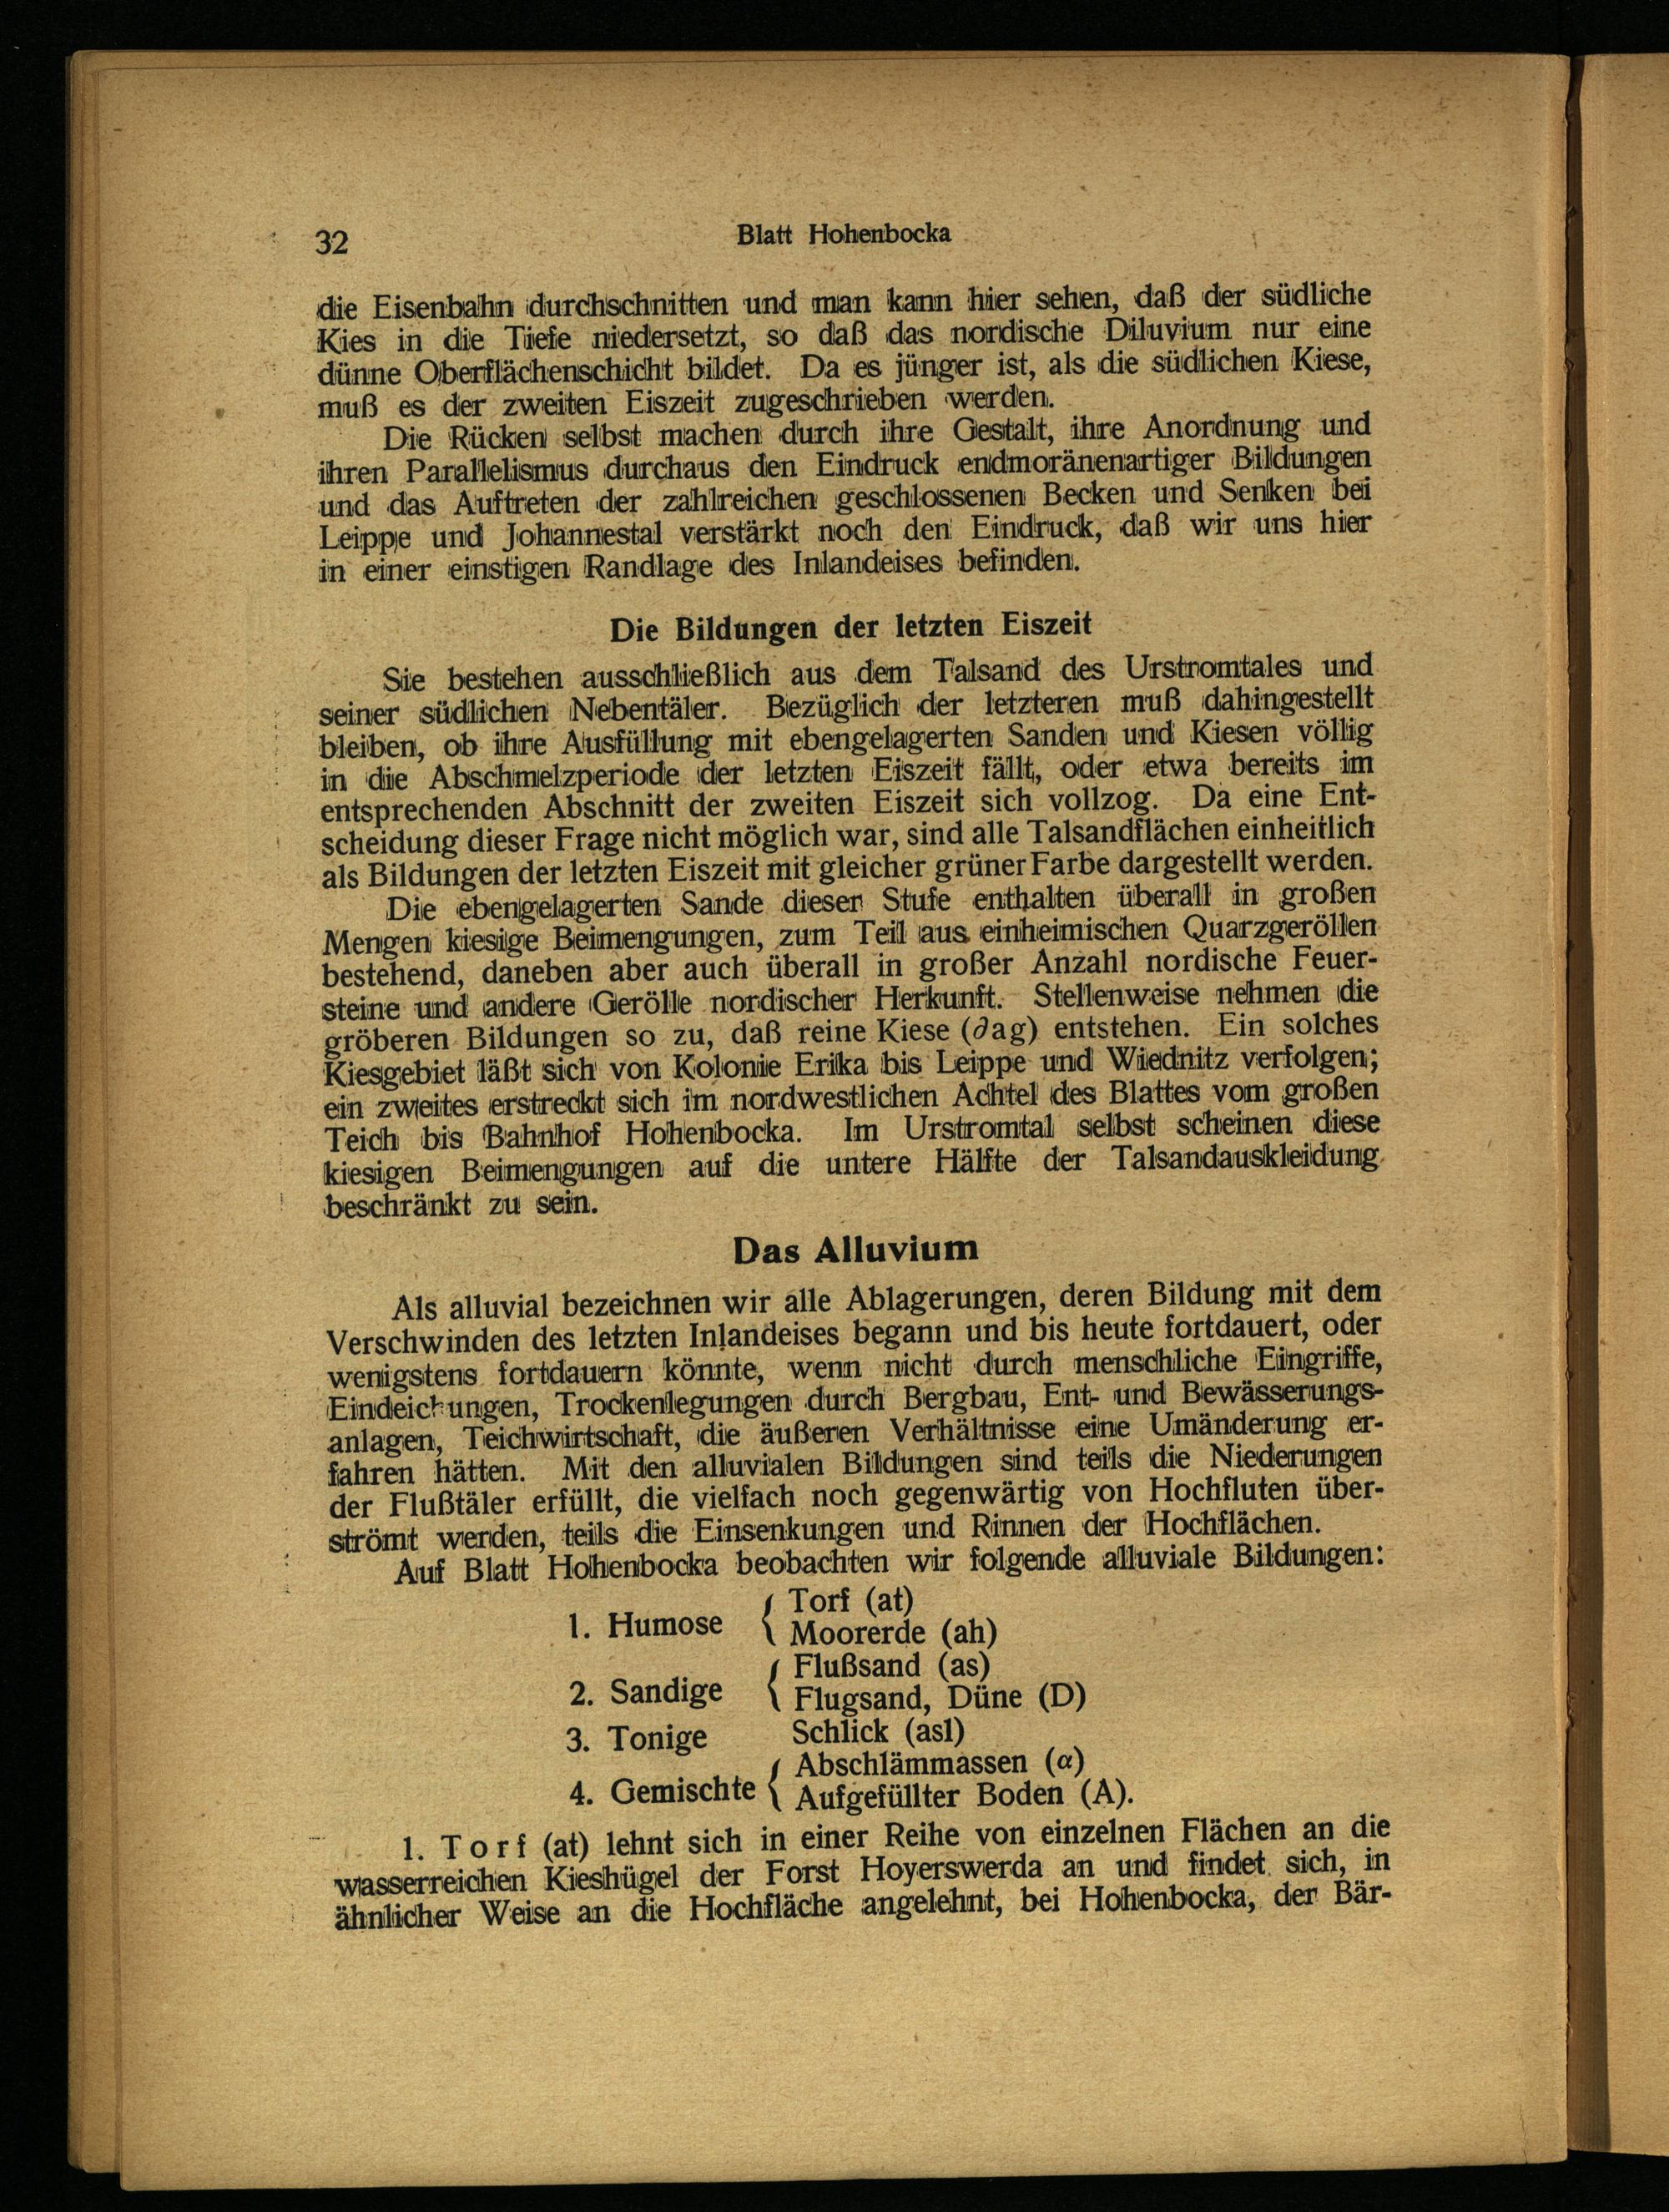 32
Blatt Hohenbocka
die Eisenbahn durchschnitten und man kann hier sehen, daß der südliche
Kies in die Tiefe niedersetzt, so daß das nordische Diluvium nur eine
dünne Oberflächenschicht bildet. Da es jünger ist, als die südlichen Kiese,
muß es der zweiten Eiszeit zugeschrieben werden.
Die Rücken selbst machen durch ihre Gestalt, ihre Anordnung und
ihren Parallelismus durchaus den Eindruck endmoränenartiger Bildungen
und das Auftreten der zahlreichen geschlossenen Becken und Senken bei
Leippe und Johannestal verstärkt noch den Eindruck, daß wir uns hier
in einer einstigen Randlage des Inlandeises befinden.
Die Bildungen der letzten Eiszeit
Sie bestehen ausschließlich aus dem Talsand des Urstromtales und
seiner südlichen Nebentäler. Bezüglich der letzteren muß dahingestellt
bleiben, ob ihre Ausfüllung mit ebengelagerten Sanden und Kiesen völlig
in die Abschmelzperiode der letzten Eiszeit fällt, oder etwa bereits im
entsprechenden Abschnitt der zweiten Eiszeit sich vollzog. Da eine Ent-
scheidung dieser Frage nicht möglich war, sind alle Talsandflächen einheitlich
als Bildungen der letzten Eiszeit mit gleicher grüner Farbe dargestellt werden.
Die ebengelagerten Sande dieser Stufe enthalten überall in großen
Mengen kiesige Beimengungen, zum Teil aus einheimischen Quarzgeröllen
bestehend, daneben aber auch überall in großer Anzahl nordische Feuer-
steine und andere Gerölle nordischer Herkunft. Stellenweise nehmen die
gröberen Bildungen so zu, daß reine Kiese (∂ag) entstehen. Ein solches
Kiesgebiet läßt sich von Kolonie Erika bis Leippe und Wiednitz verfolgen;
ein zweites erstreckt sich im nordwestlichen Achtel des Blattes vom großen
Teich bis Bahnhof Hohenbocka. Im Urstromtal selbst scheinen diese
kiesigen Beimengungen auf die untere Hälfte der Talsandauskleidung
beschränkt zu sein.
Das Alluvium
Als alluvial bezeichnen wir alle Ablagerungen, deren Bildung mit dem
Verschwinden des letzten Inlandeises begann und bis heute fortdauert, oder
wenigstens fortdauern könnte, wenn nicht durch menschliche Eingriffe,
Eindeichungen, Trockenlegungen durch Bergbau, Ent- und Bewässerungs-
anlagen, Teichwirtschaft, die äußeren Verhältnisse eine Umänderung er-
fahren hätten. Mit den alluvialen Bildungen sind teils die Niederungen
der Flußtäler erfüllt, die vielfach noch gegenwärtig von Hochfluten über-
strömt werden, teils die Einsenkungen und Rinnen der Hochflächen.
Auf Blatt Hohenbocka beobachten wir folgende alluviale Bildungen:
1. Humose { Torf (at)
Moorerde (ah)
2. Sandige { Flußsand (as)
Flugsand, Düne (D)
3. Tonige Schlick (asl)
4. Gemischte { Abschlämmassen (α)
Aufgefüllter Boden (A).
1. Torf (at) lehnt sich in einer Reihe von einzelnen Flächen an die
wasserreichen Kieshügel der Forst Hoyerswerda an und findet sich, in
ähnlicher Weise an die Hochfläche angelehnt, bei Hohenbocka, der Bär-